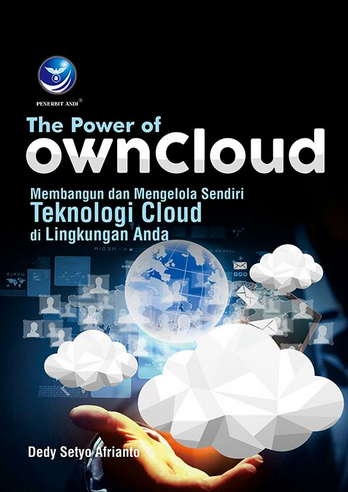 PENERBIT ANDI®
The Power of
ownCloud
Membangun dan Mengelola Sendiri
Teknologi Cloud
di Lingkungan Anda
Dedy Setyo Afrianto